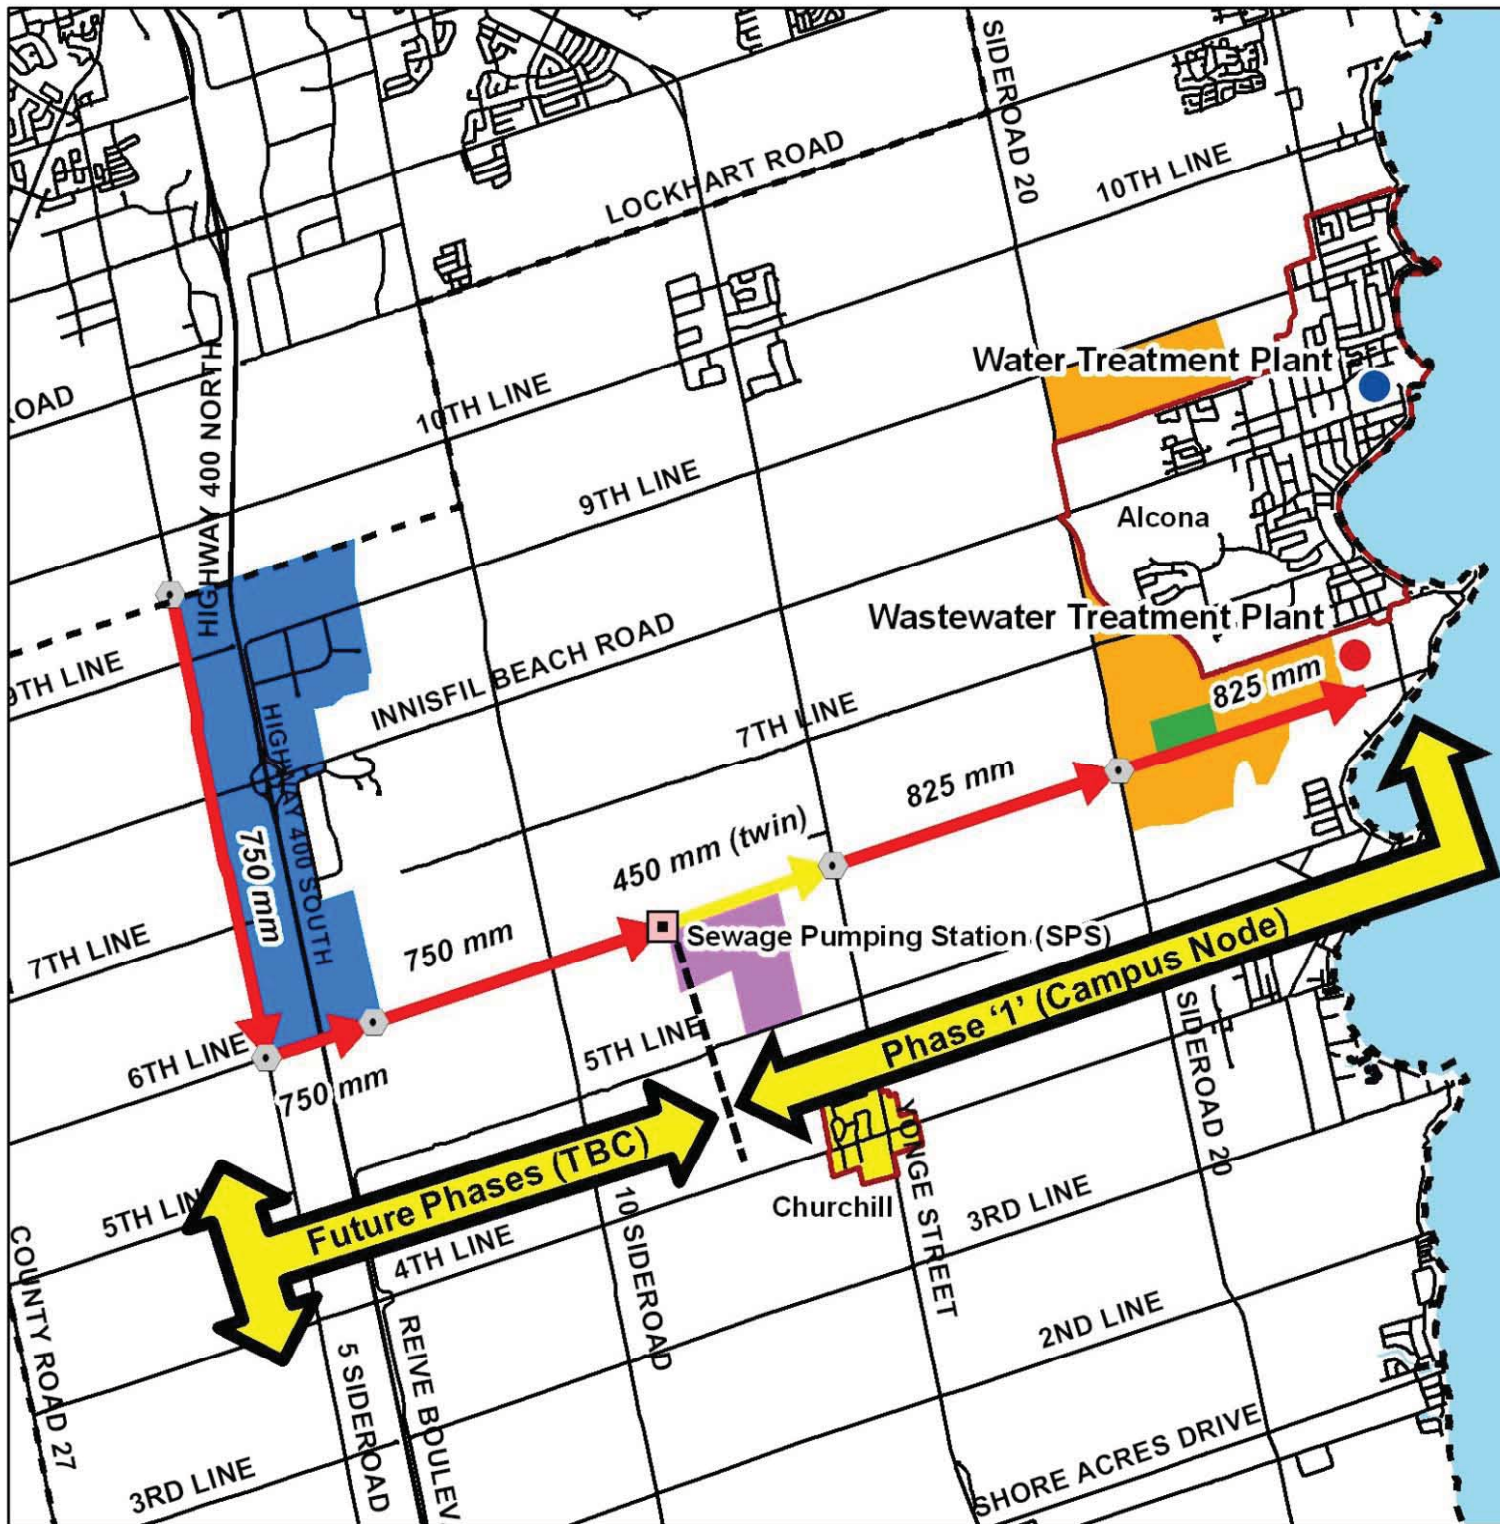 SIDEROAD 20
LOCKHART ROAD
10TH LINE
Water Treatment Plant
HIGHWAY 400 NORTH
10TH LINE
9TH LINE
Alcona
Wastewater Treatment Plant
INNISFIL BEACH ROAD
9TH LINE
825 mm
7TH LINE
HIGHWAY 400 SOUTH
825 mm
450 mm (twin)
750 mm
750 mm
Sewage Pumping Station (SPS)
7TH LINE
Phase ‘1’ (Campus Node)
6TH LINE
5TH LINE
750 mm
SIDEROAD 20
YONGE STREET
Future Phases (TBC)
Churchill
3RD LINE
5TH LIN
4TH LINE
10 SIDEROAD
COUNTY ROAD 27
2ND LINE
5 SIDEROAD
REIVE BOULEV
SHORE ACRES DRIVE
3RD LINE